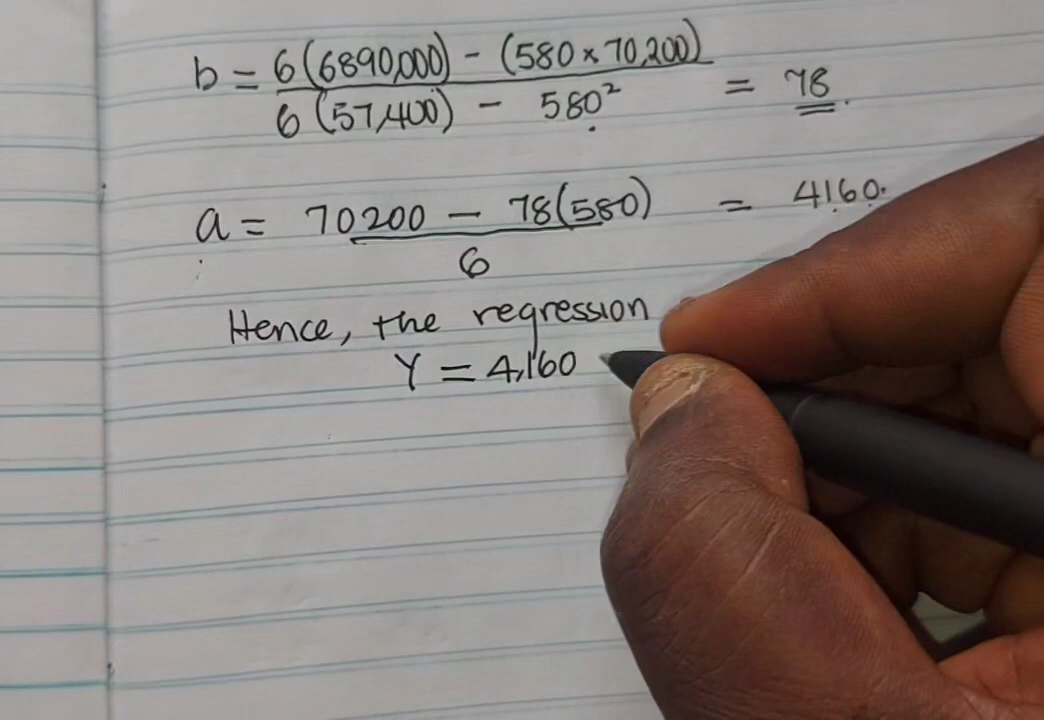 b = 6(6890,000) - (580 x 70,200) / 6(57,400) - 580² = 78.
a = 70200 - 78(580) / 6 = 4160.
Hence, the regression
Y = 4,160